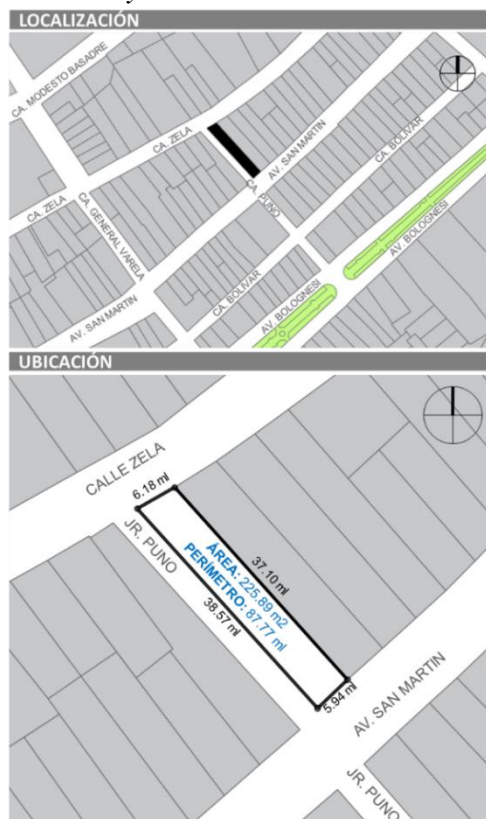 LOCALIZACIÓN
CA. MODESTO BASADRE
CA. ZELA
AV. SAN MARTIN
CA. BOLIVAR
CA. PUNO
CA. ZELA
CA. GENERAL VARELA
AV. BOLOGNESI
CA. BOLIVAR
AV. SAN MARTIN
AV. BOLOGNESI
UBICACIÓN
CALLE ZELA
6.18 ml
JR. PUNO
ÁREA: 225.89 m2
PERÍMETRO: 87.77 ml
37.10 ml
38.57 ml
5.94 ml
AV. SAN MARTIN
JR. PUNO